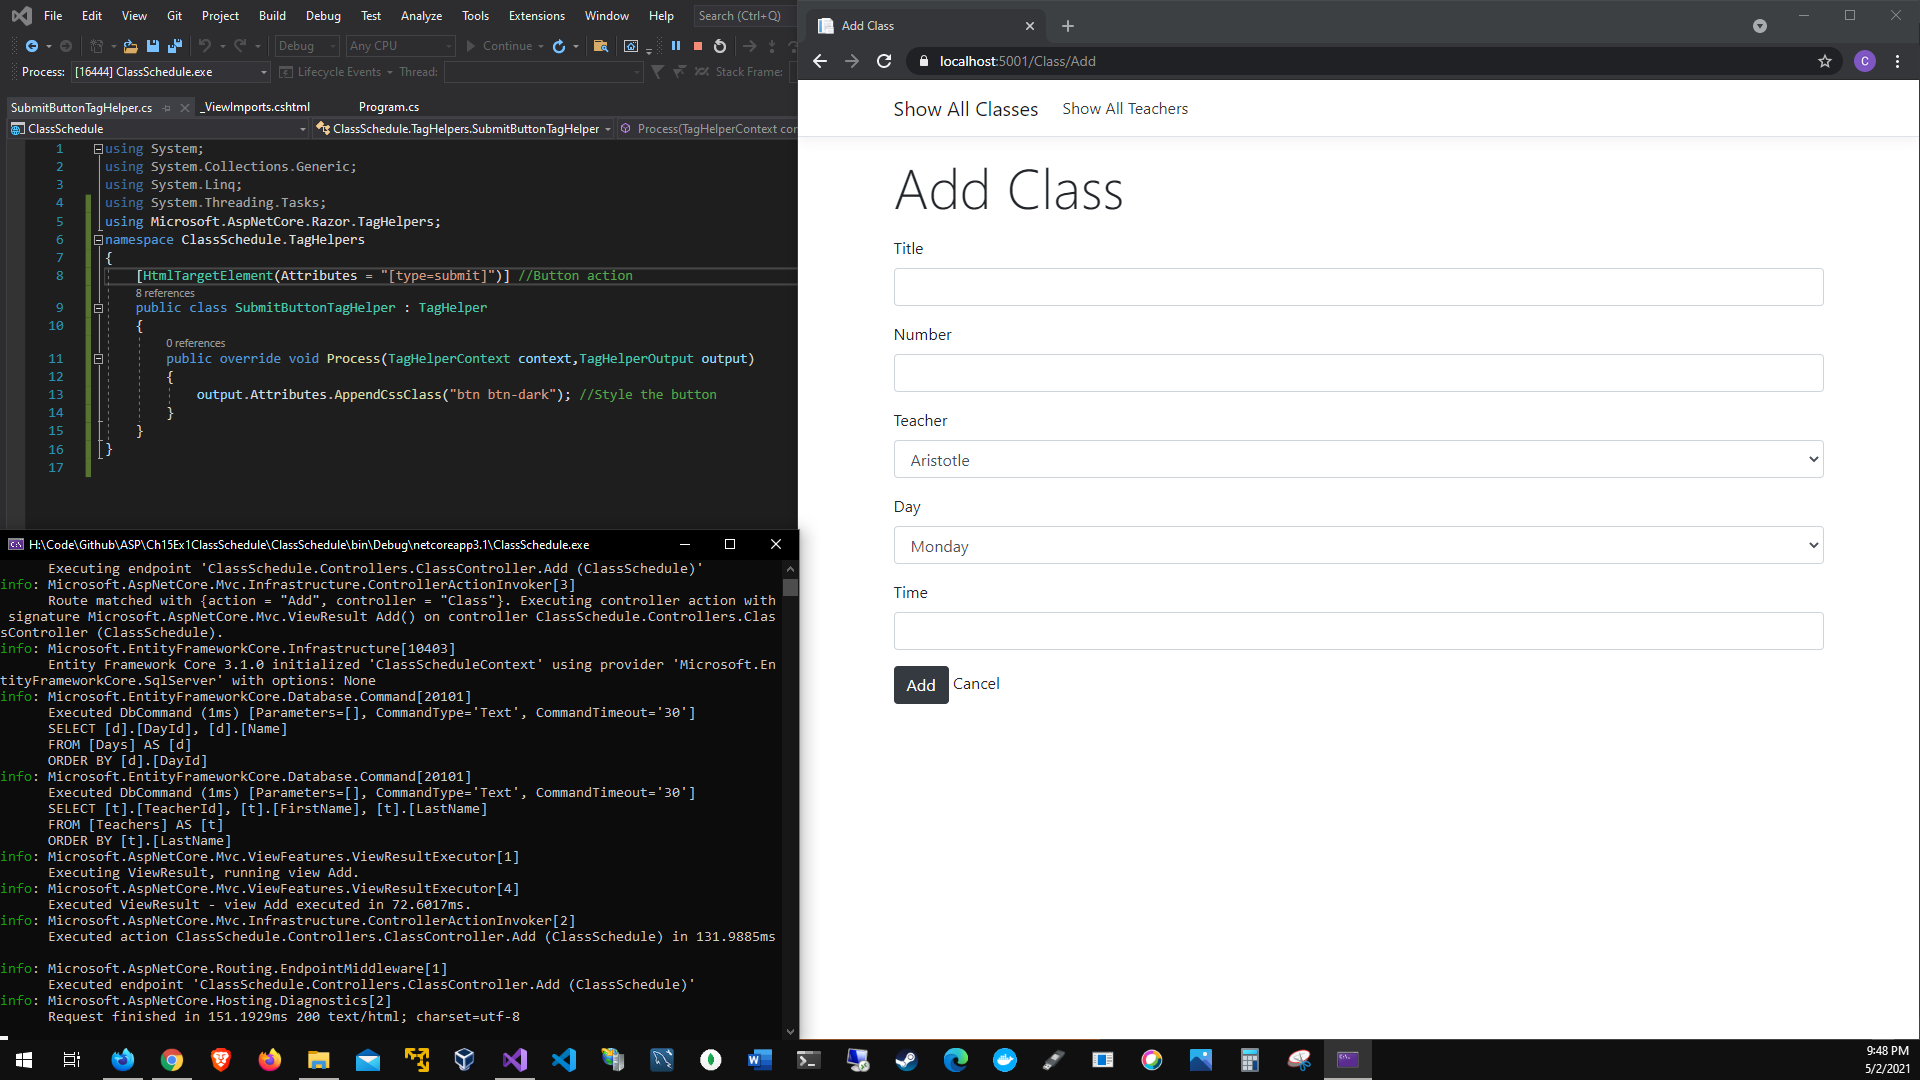 File Edit View Git Project Build Debug Test Analyze Tools Extensions Window Help Search (Ctrl+Q)
Debug Any CPU Continue
Process: [16444] ClassSchedule.exe Lifecycle Events Thread: Stack Frame:
SubmitButtonTagHelper.cs _ViewImports.cshtml Program.cs
ClassSchedule ClassSchedule.TagHelpers.SubmitButtonTagHelper Process(TagHelperContext con
1 using System;
2 using System.Collections.Generic;
3 using System.Linq;
4 using System.Threading.Tasks;
5 using Microsoft.AspNetCore.Razor.TagHelpers;
6 namespace ClassSchedule.TagHelpers
7 {
8 [HtmlTargetElement(Attributes = "[type=submit]")] //Button action
8 references
9 public class SubmitButtonTagHelper : TagHelper
10 {
0 references
11 public override void Process(TagHelperContext context,TagHelperOutput output)
12 {
13 output.Attributes.AppendCssClass("btn btn-dark"); //Style the button
14 }
15 }
16 }
17
H:\Code\Github\ASP\Ch15Ex1ClassSchedule\ClassSchedule\bin\Debug\netcoreapp3.1\ClassSchedule.exe
Executing endpoint 'ClassSchedule.Controllers.ClassController.Add (ClassSchedule)'
info: Microsoft.AspNetCore.Mvc.Infrastructure.ControllerActionInvoker[3]
Route matched with {action = "Add", controller = "Class"}. Executing controller action with
signature Microsoft.AspNetCore.Mvc.ViewResult Add() on controller ClassSchedule.Controllers.Clas
sController (ClassSchedule).
info: Microsoft.EntityFrameworkCore.Infrastructure[10403]
Entity Framework Core 3.1.0 initialized 'ClassScheduleContext' using provider 'Microsoft.En
tityFrameworkCore.SqlServer' with options: None
info: Microsoft.EntityFrameworkCore.Database.Command[20101]
Executed DbCommand (1ms) [Parameters=[], CommandType='Text', CommandTimeout='30']
SELECT [d].[DayId], [d].[Name]
FROM [Days] AS [d]
ORDER BY [d].[DayId]
info: Microsoft.EntityFrameworkCore.Database.Command[20101]
Executed DbCommand (1ms) [Parameters=[], CommandType='Text', CommandTimeout='30']
SELECT [t].[TeacherId], [t].[FirstName], [t].[LastName]
FROM [Teachers] AS [t]
ORDER BY [t].[LastName]
info: Microsoft.AspNetCore.Mvc.ViewFeatures.ViewResultExecutor[1]
Executing ViewResult, running view Add.
info: Microsoft.AspNetCore.Mvc.ViewFeatures.ViewResultExecutor[4]
Executed ViewResult - view Add executed in 72.6017ms.
info: Microsoft.AspNetCore.Mvc.Infrastructure.ControllerActionInvoker[2]
Executed action ClassSchedule.Controllers.ClassController.Add (ClassSchedule) in 131.9885ms
info: Microsoft.AspNetCore.Routing.EndpointMiddleware[1]
Executed endpoint 'ClassSchedule.Controllers.ClassController.Add (ClassSchedule)'
info: Microsoft.AspNetCore.Hosting.Diagnostics[2]
Request finished in 151.1929ms 200 text/html; charset=utf-8
Add Class
localhost:5001/Class/Add C
Show All Classes Show All Teachers
Add Class
Title
Number
Teacher
Aristotle
Day
Monday
Time
Add Cancel
9:48 PM
5/2/2021